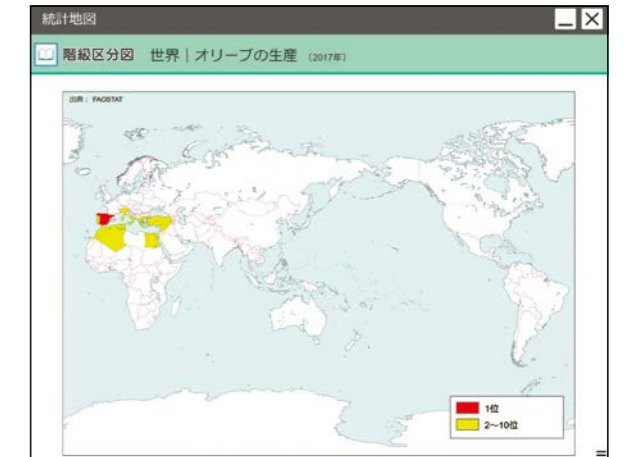 統計地図
階級区分図 世界｜オリーブの生産 (2017年)
出典： FAOSTAT
1位
2〜10位